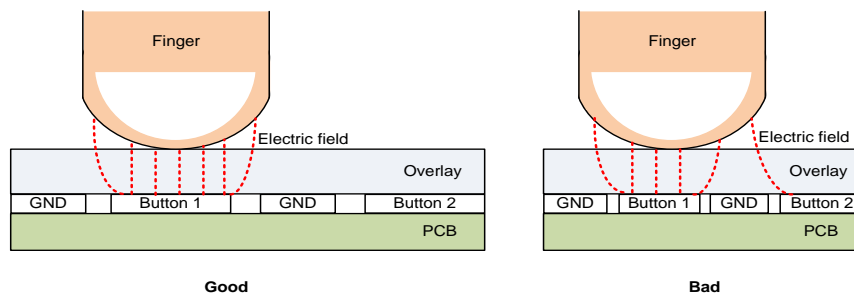 Finger
Electric field
Overlay
GND Button 1 GND Button 2
PCB
Good
Finger
Electric field
Overlay
GND Button 1 GND Button 2
PCB
Bad